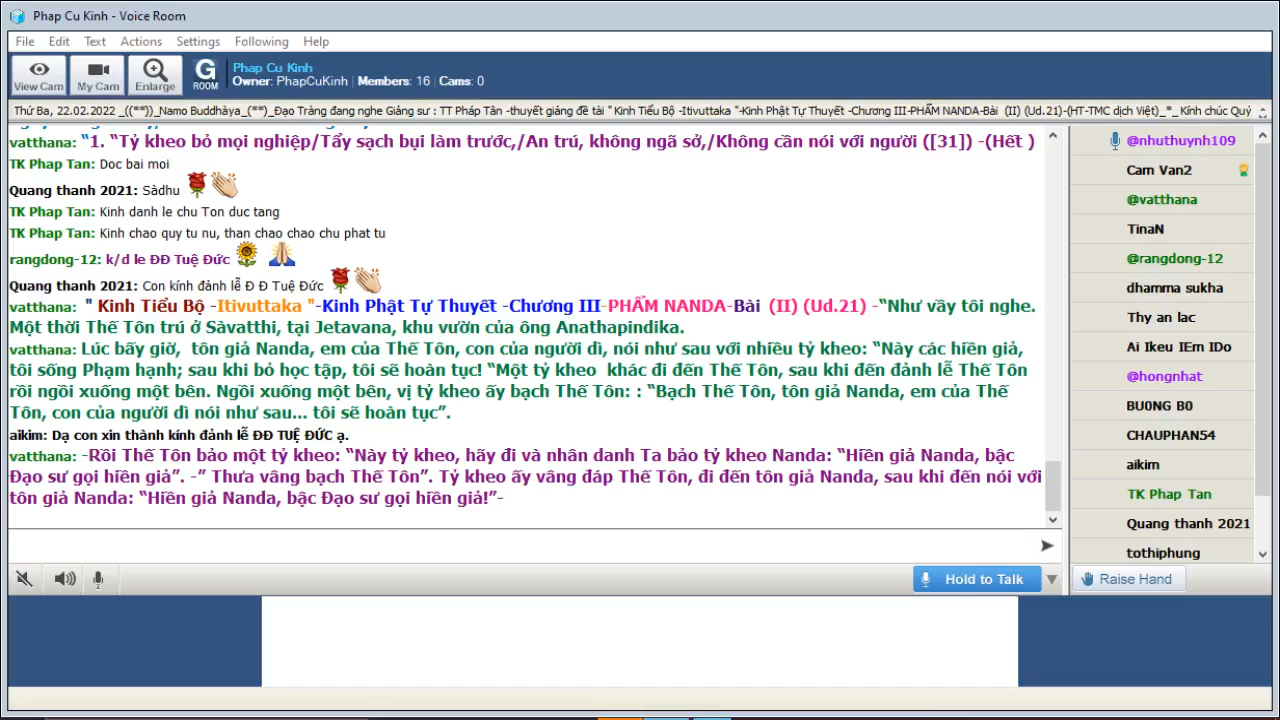 Phap Cu Kinh - Voice Room
File Edit Text Actions Settings Following Help
View Cam
My Cam
Enlarge
G
ROOM
Phap Cu Kinh
Owner: PhapCuKinh | Members: 16 | Cams: 0
Thứ Ba, 22.02.2022 _((**))_Namo Buddhàya_(**)_Đạo Tràng đang nghe Giảng sư : TT Pháp Tân -thuyết giảng đề tài " Kinh Tiểu Bộ -Itivuttaka "-Kinh Phật Tự Thuyết -Chương III-PHẨM NANDA-Bài (II) (Ud.21)-(HT-TMC dịch Việt)_*_ Kính chúc Quý
vatthana: “1. “Tỷ kheo bỏ mọi nghiệp/Tẩy sạch bụi làm trước,/An trú, không ngã sở,/Không cần nói với người ([31]) -(Hết )
TK Phap Tan: Doc bai moi
Quang thanh 2021: Sàdhu
TK Phap Tan: Kinh danh le chu Ton duc tang
TK Phap Tan: Kinh chao quy tu nu, than chao chao chu phat tu
rangdong-12: k/d le ĐĐ Tuệ Đức
Quang thanh 2021: Con kính đảnh lễ Đ Đ Tuệ Đức
vatthana: " Kinh Tiểu Bộ -Itivuttaka "-Kinh Phật Tự Thuyết -Chương III-PHẨM NANDA-Bài (II) (Ud.21) -“Như vầy tôi nghe.
Một thời Thế Tôn trú ở Sàvatthi, tại Jetavana, khu vườn của ông Anathapindika.
vatthana: Lúc bấy giờ, tôn giả Nanda, em của Thế Tôn, con của người dì, nói như sau với nhiều tỷ kheo: “Này các hiền giả,
tôi sống Phạm hạnh; sau khi bỏ học tập, tôi sẽ hoàn tục! “Một tỷ kheo khác đi đến Thế Tôn, sau khi đến đảnh lễ Thế Tôn
rồi ngồi xuống một bên. Ngồi xuống một bên, vị tỷ kheo ấy bạch Thế Tôn: : “Bạch Thế Tôn, tôn giả Nanda, em của Thế
Tôn, con của người dì nói như sau... tôi sẽ hoàn tục”.
aikim: Dạ con xin thành kính đảnh lễ ĐĐ TUỆ ĐỨC ạ.
vatthana: -Rồi Thế Tôn bảo một tỷ kheo: “Này tỷ kheo, hãy đi và nhân danh Ta bảo tỷ kheo Nanda: “Hiền giả Nanda, bậc
Đạo sư gọi hiền giả”. -” Thưa vâng bạch Thế Tôn”. Tỷ kheo ấy vâng đáp Thế Tôn, đi đến tôn giả Nanda, sau khi đến nói với
tôn giả Nanda: “Hiền giả Nanda, bậc Đạo sư gọi hiền giả!”-
@nhuthuynh109
Cam Van2
@vatthana
TinaN
@rangdong-12
dhamma sukha
Thy an lac
Ai Ikeu IEm IDo
@hongnhat
BU0NG B0
CHAUPHAN54
aikim
TK Phap Tan
Quang thanh 2021
tothiphung
Hold to Talk
Raise Hand